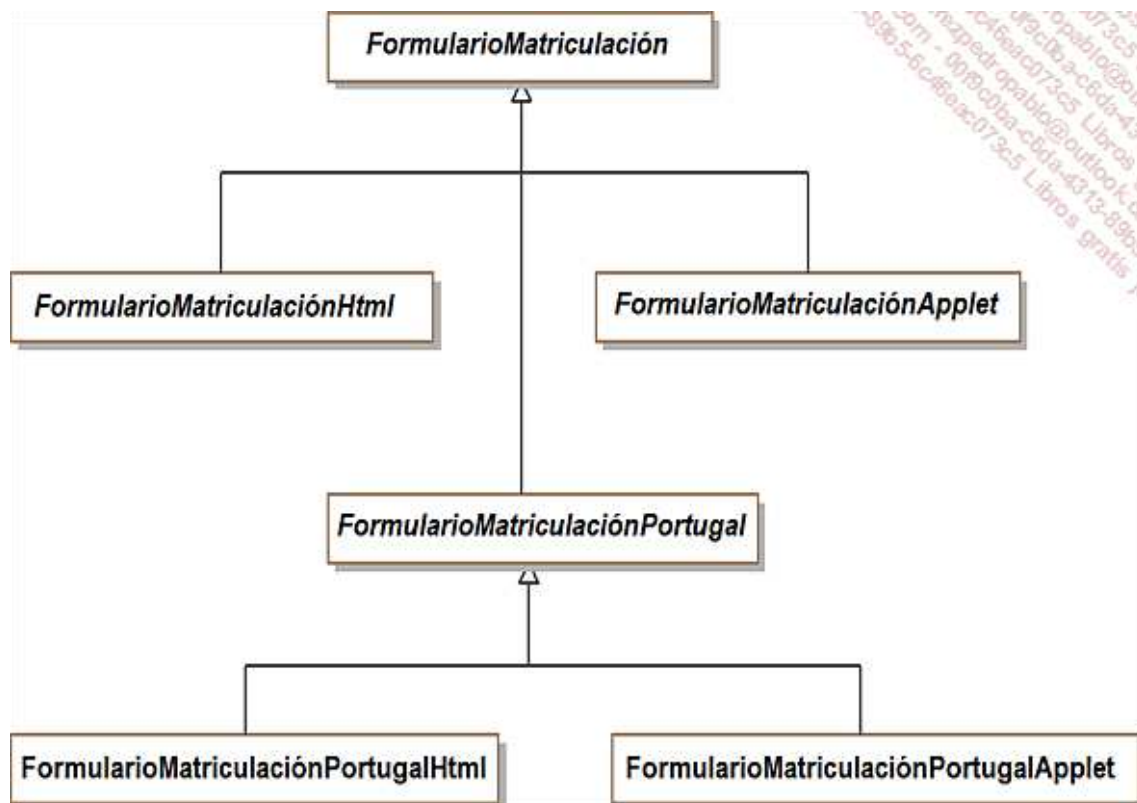 FormularioMatriculación
FormularioMatriculaciónHtml
FormularioMatriculaciónApplet
FormularioMatriculaciónPortugal
FormularioMatriculaciónPortugalHtml
FormularioMatriculaciónPortugalApplet